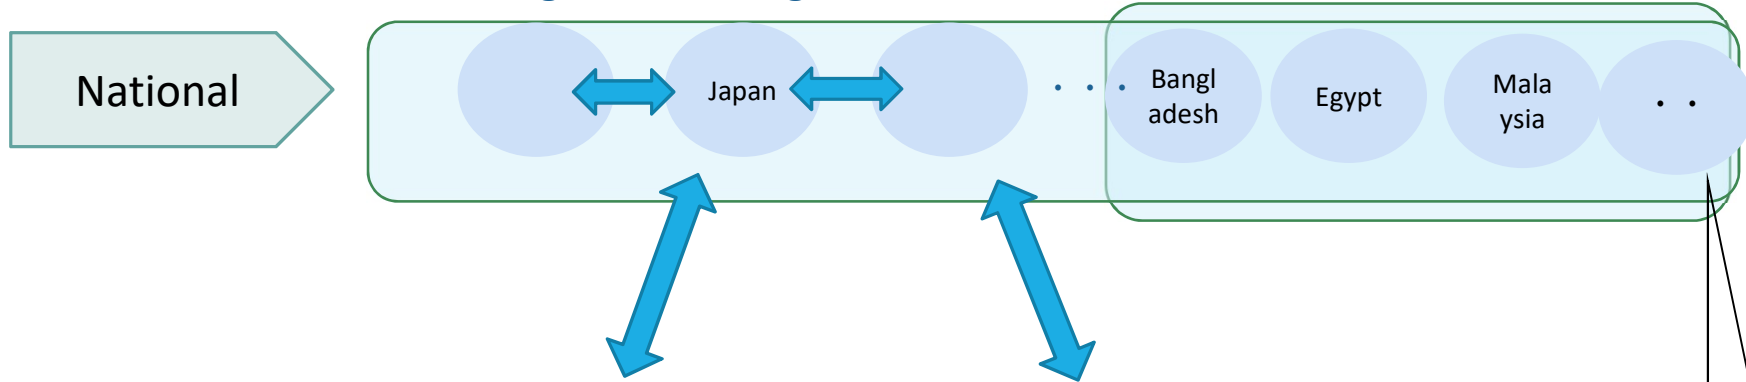 National
Japan
. . .
Bangl
adesh
Egypt
Mala
ysia
. .